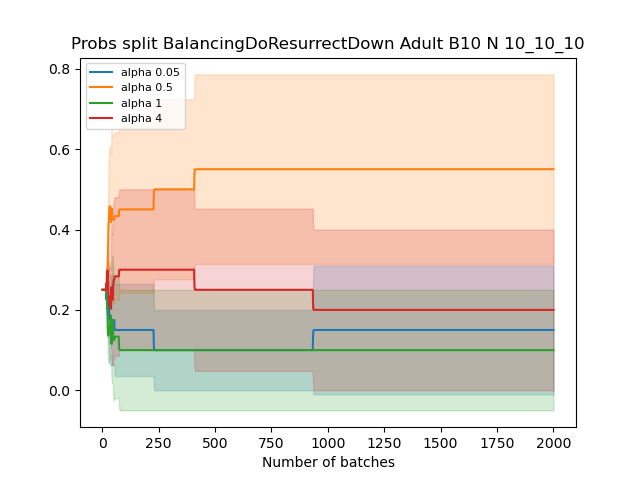 Probs split BalancingDoResurrectDown Adult B10 N 10_10_10
alpha 0.05
alpha 0.5
alpha 1
alpha 4
0.8
0.6
0.4
0.2
0.0
0 250 500 750 1000 1250 1500 1750 2000
Number of batches